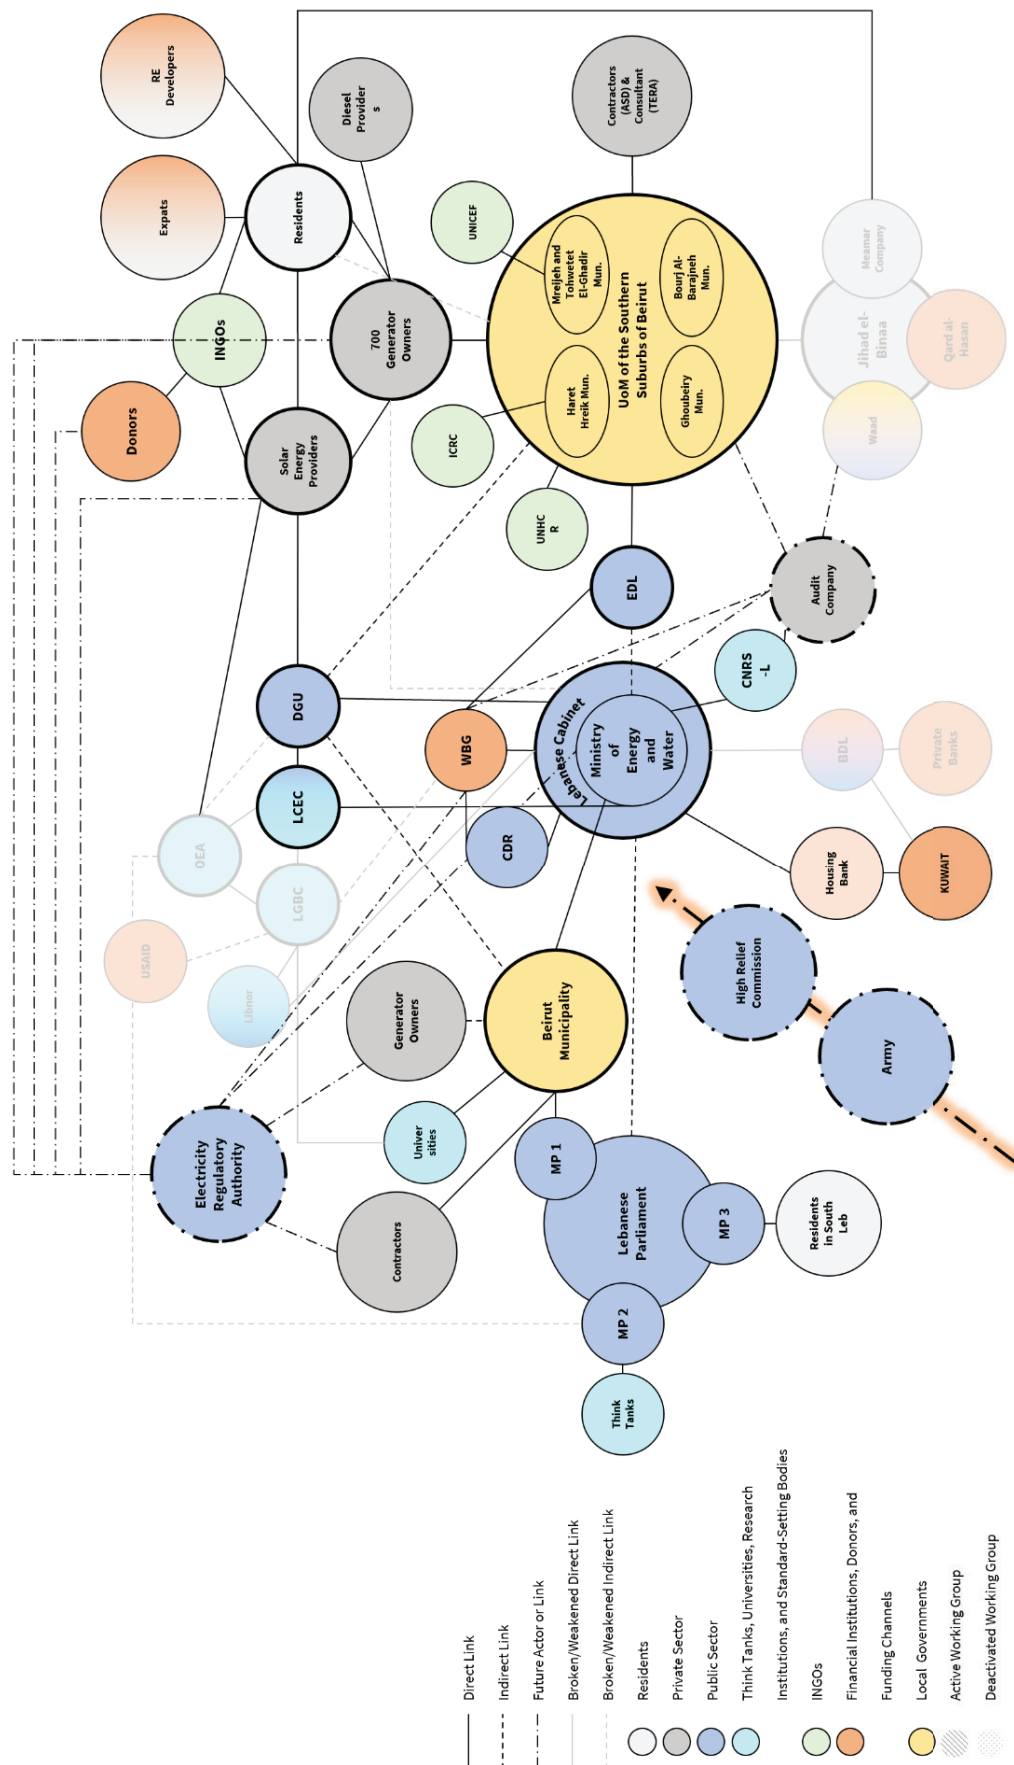 RE
Developers
Expats
Diesel
Provider
s
Residents
Contractors
(ASD) &
Consultant
(TERA)
UNICEF
INGOs
700
Generator
Owners
Mreijeh and
Tohwetet
El-Ghadir
Mun.
Bourj Al-
Barajneh
Mun.
UoM of the Southern
Suburbs of Beirut
Haret
Hreik Mun.
Ghoubeiry
Mun.
Meamar
Company
Jihad el-
Binaa
Qard al-
Hasan
Waad
Donors
Solar
Energy
Providers
ICRC
UNHC
R
EDL
Audit
Company
CNRS
-L
DGU
WBG
Lebanese Cabinet
Ministry
of
Energy
and
Water
BDL
Private
Banks
LCEC
CDR
OEA
LGBC
Housing
Bank
KUWAIT
USAID
Libnor
Generator
Owners
Beirut
Municipality
High Relief
Commission
Army
Electricity
Regulatory
Authority
Univer
sities
MP 1
Lebanese
Parliament
MP 3
Residents
in South
Leb
Contractors
MP 2
Think
Tanks
Direct Link
Indirect Link
Future Actor or Link
Broken/Weakened Direct Link
Broken/Weakened Indirect Link
Residents
Private Sector
Public Sector
Think Tanks, Universities, Research
Institutions, and Standard-Setting Bodies
INGOs
Financial Institutions, Donors, and
Funding Channels
Local Governments
Active Working Group
Deactivated Working Group